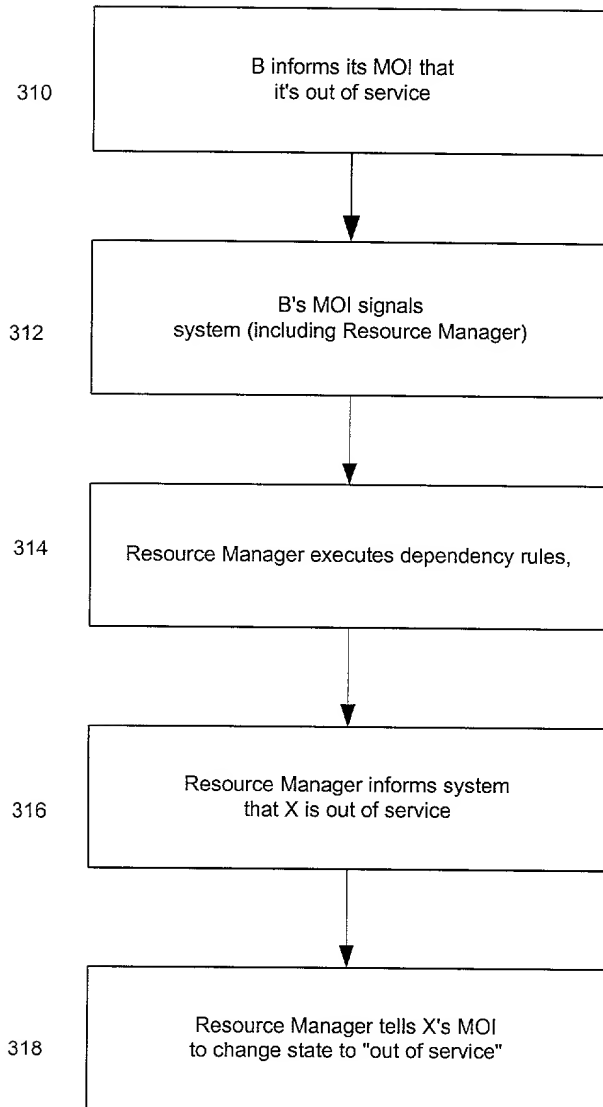 310
B informs its MOI that
it's out of service
312
B's MOI signals
system (including Resource Manager)
314
Resource Manager executes dependency rules,
316
Resource Manager informs system
that X is out of service
318
Resource Manager tells X's MOI
to change state to "out of service"